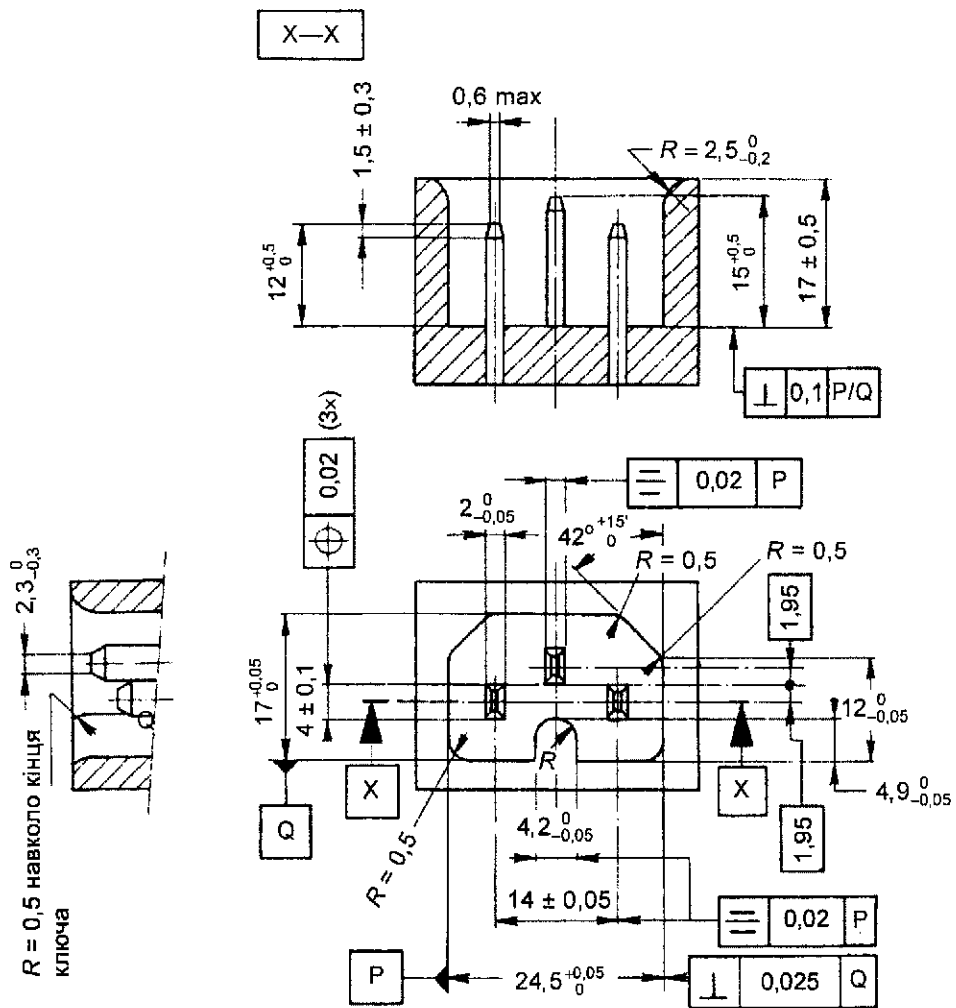 X—X
0,6 max
1,5 ± 0,3
R = 2,5 0 −0,2
12 +0,5 0
15 +0,5 0
17 ± 0,5
⊥ 0,1 P/Q
⌖ 0,02 (3x)
2 0 −0,05
⌯ 0,02 P
42° +15' 0
R = 0,5
R = 0,5
1,95
2,3 0 −0,3
17 +0,05 0
4 ± 0,1
12 0 −0,05
X
X
R
4,9 0 −0,05
Q
4,2 0 −0,05
1,95
R = 0,5
14 ± 0,05
⌯ 0,02 P
P
24,5 +0,05 0
⊥ 0,025 Q
R = 0,5 навколо кінця
ключа